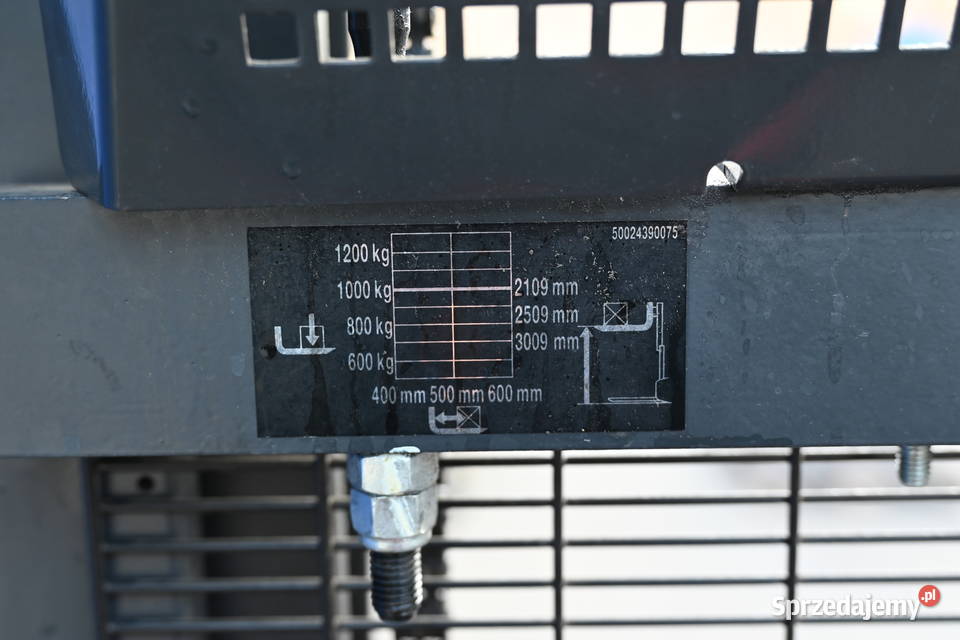 50024390075
1200 kg
1000 kg 2109 mm
800 kg 2509 mm
3009 mm
600 kg
400 mm 500 mm 600 mm
Sprzedajemy.pl